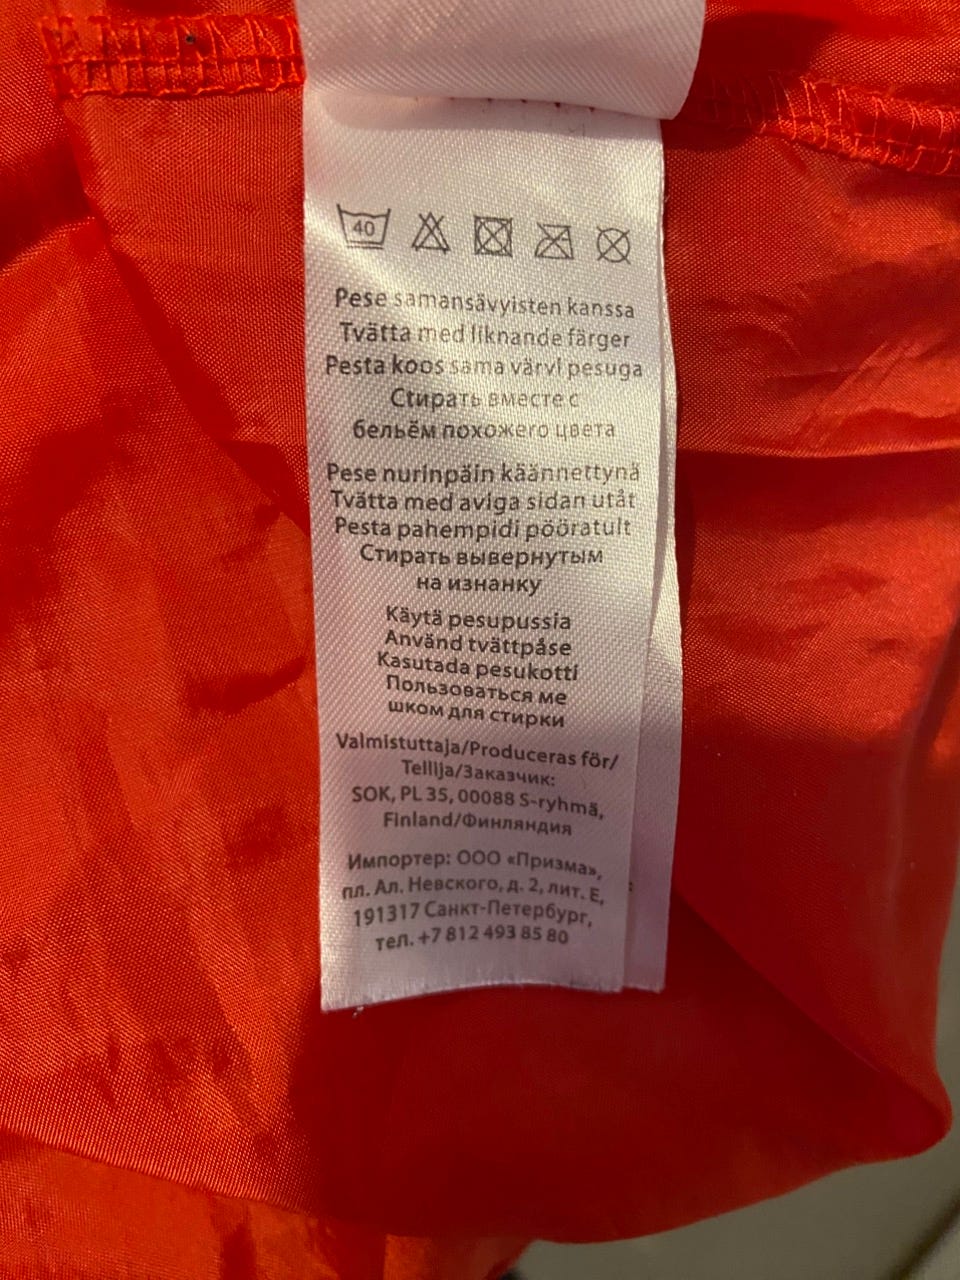 40
Pese samansävyisten kanssa
Tvätta med liknande färger
Pesta koos sama värvi pesuga
Стирать вместе с
бельём похожего цвета
Pese nurinpäin käännettynä
Tvätta med aviga sidan utåt
Pesta pahempidi pööratult
Стирать вывернутым
на изнанку
Käytä pesupussia
Använd tvättpåse
Kasutada pesukotti
Пользоваться ме
шком для стирки
Valmistuttaja/Produceras för/
Tellija/Заказчик:
SOK, PL 35, 00088 S-ryhmä,
Finland/Финляндия
Импортер: ООО «Призма»,
пл. Ал. Невского, д. 2, лит. Е,
191317 Санкт-Петербург,
тел. +7 812 493 85 80